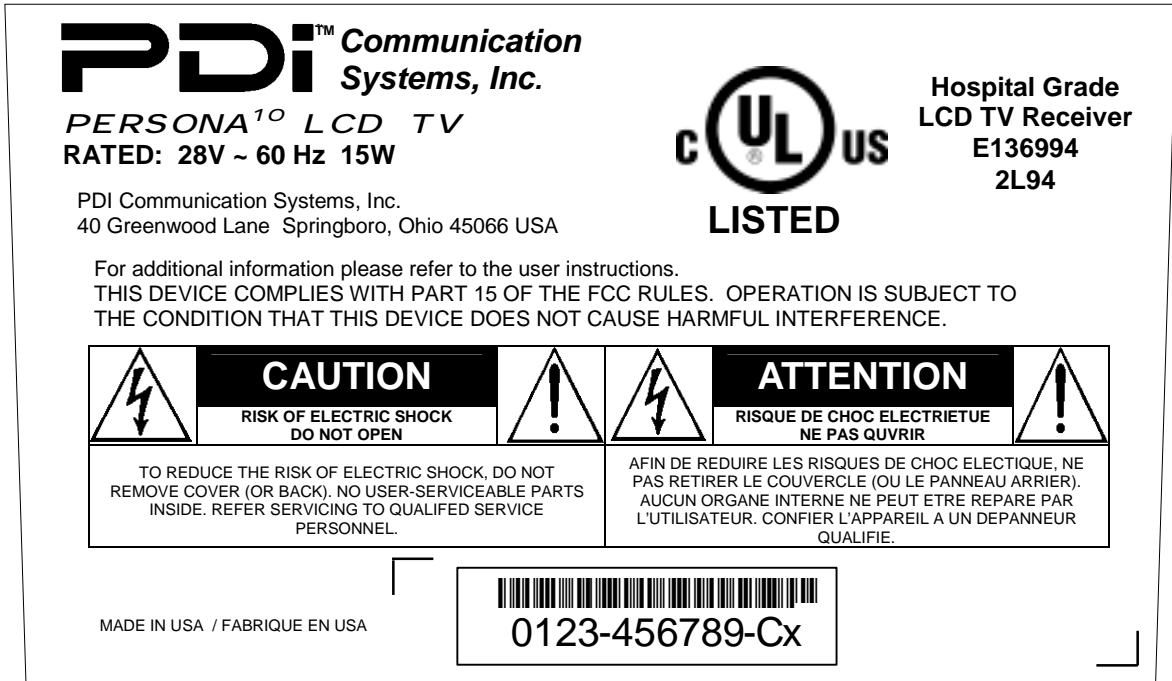 PDi™ Communication
Systems, Inc.
PERSONA¹⁰ LCD TV
RATED: 28V ~ 60 Hz 15W
PDI Communication Systems, Inc.
40 Greenwood Lane Springboro, Ohio 45066 USA
C UL® US
LISTED
Hospital Grade
LCD TV Receiver
E136994
2L94
For additional information please refer to the user instructions.
THIS DEVICE COMPLIES WITH PART 15 OF THE FCC RULES. OPERATION IS SUBJECT TO
THE CONDITION THAT THIS DEVICE DOES NOT CAUSE HARMFUL INTERFERENCE.
CAUTION
RISK OF ELECTRIC SHOCK
DO NOT OPEN
TO REDUCE THE RISK OF ELECTRIC SHOCK, DO NOT
REMOVE COVER (OR BACK). NO USER-SERVICEABLE PARTS
INSIDE. REFER SERVICING TO QUALIFED SERVICE
PERSONNEL.
ATTENTION
RISQUE DE CHOC ELECTRIETUE
NE PAS QUVRIR
AFIN DE REDUIRE LES RISQUES DE CHOC ELECTIQUE, NE
PAS RETIRER LE COUVERCLE (OU LE PANNEAU ARRIER).
AUCUN ORGANE INTERNE NE PEUT ETRE REPARE PAR
L'UTILISATEUR. CONFIER L'APPAREIL A UN DEPANNEUR
QUALIFIE.
MADE IN USA / FABRIQUE EN USA
0123-456789-Cx